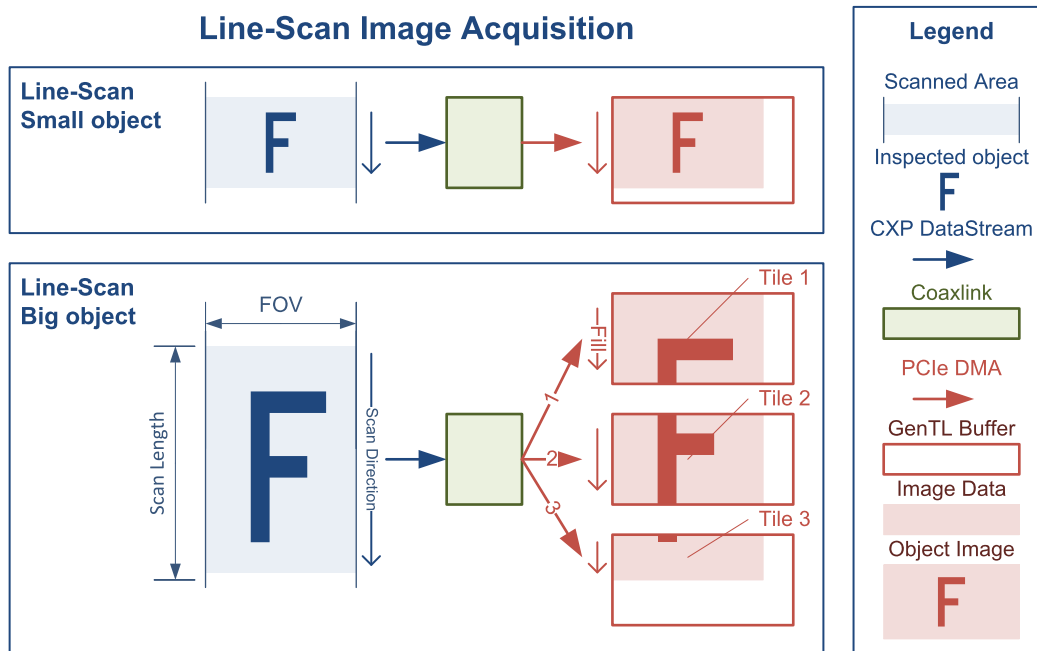 Line-Scan Image Acquisition
Line-Scan
Small object
F
F
Line-Scan
Big object
FOV
Scan Length
F
Scan Direction
1
2
3
Fill
Tile 1
Tile 2
Tile 3
Legend
Scanned Area
Inspected object
F
CXP DataStream
Coaxlink
PCIe DMA
GenTL Buffer
Image Data
Object Image
F